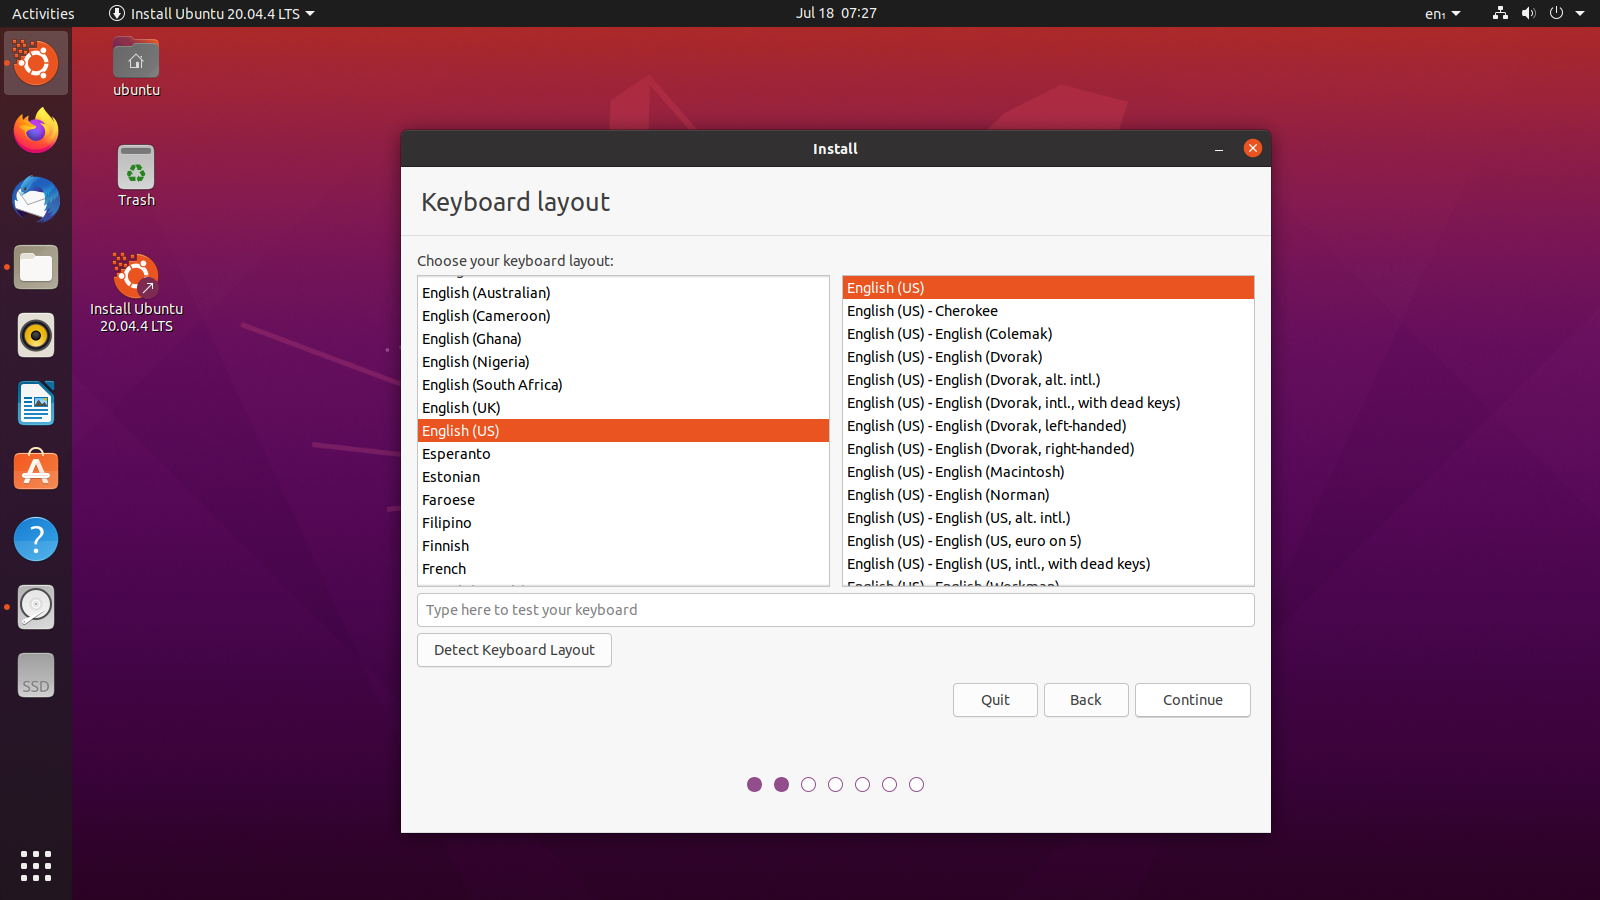 Activities
Install Ubuntu 20.04.4 LTS
Jul 18 07:27
en₁
ubuntu
Trash
Install Ubuntu
20.04.4 LTS
SSD
Install
Keyboard layout
Choose your keyboard layout:
English (Australian)
English (Cameroon)
English (Ghana)
English (Nigeria)
English (South Africa)
English (UK)
English (US)
Esperanto
Estonian
Faroese
Filipino
Finnish
French
English (US)
English (US) - Cherokee
English (US) - English (Colemak)
English (US) - English (Dvorak)
English (US) - English (Dvorak, alt. intl.)
English (US) - English (Dvorak, intl., with dead keys)
English (US) - English (Dvorak, left-handed)
English (US) - English (Dvorak, right-handed)
English (US) - English (Macintosh)
English (US) - English (Norman)
English (US) - English (US, alt. intl.)
English (US) - English (US, euro on 5)
English (US) - English (US, intl., with dead keys)
English (US) - English (Workman)
Type here to test your keyboard
Detect Keyboard Layout
Quit
Back
Continue